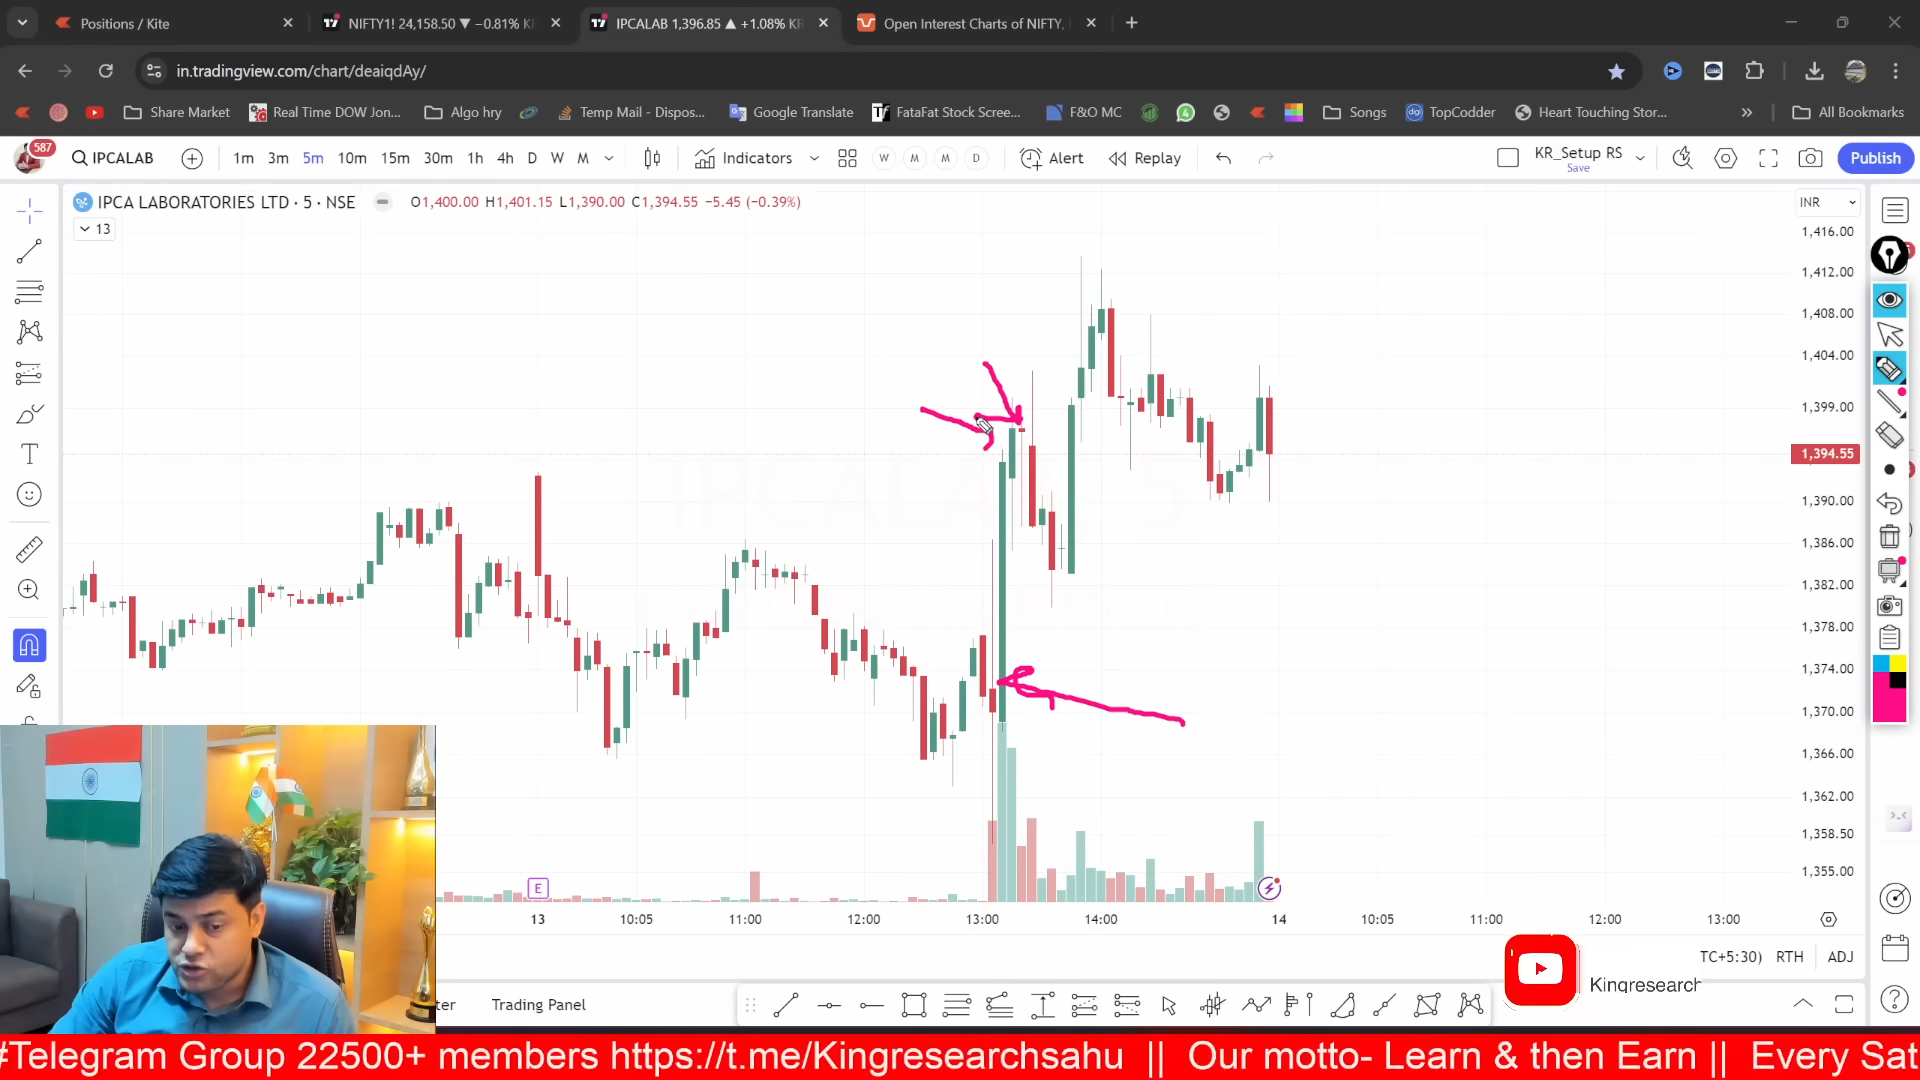 Positions / Kite
NIFTY1! 24,158.50 ▼ −0.81% KR
IPCALAB 1,396.85 ▲ +1.08% KR
Open Interest Charts of NIFTY,
in.tradingview.com/chart/deaiqdAy/
Share Market
Real Time DOW Jon...
Algo hry
Temp Mail - Dispos...
Google Translate
FataFat Stock Scree...
F&O MC
Songs
TopCodder
Heart Touching Stor...
»
All Bookmarks
587
IPCALAB
1m 3m 5m 10m 15m 30m 1h 4h D W M
Indicators
W M M D
Alert
Replay
KR_Setup RS
Save
Publish
IPCA LABORATORIES LTD · 5 · NSE
O1,400.00 H1,401.15 L1,390.00 C1,394.55 −5.45 (−0.39%)
INR
13
1,416.00
1,412.00
1,408.00
1,404.00
1,399.00
1,394.55
1,390.00
1,386.00
1,382.00
1,378.00
1,374.00
1,370.00
1,366.00
1,362.00
1,358.50
1,355.00
E
13 10:05 11:00 12:00 13:00 14:00 14 10:05 11:00 12:00 13:00
TC+5:30) RTH ADJ
Kingresearch
ter
Trading Panel
#Telegram Group 22500+ members https://t.me/Kingresearchsahu || Our motto- Learn & then Earn || Every Sat